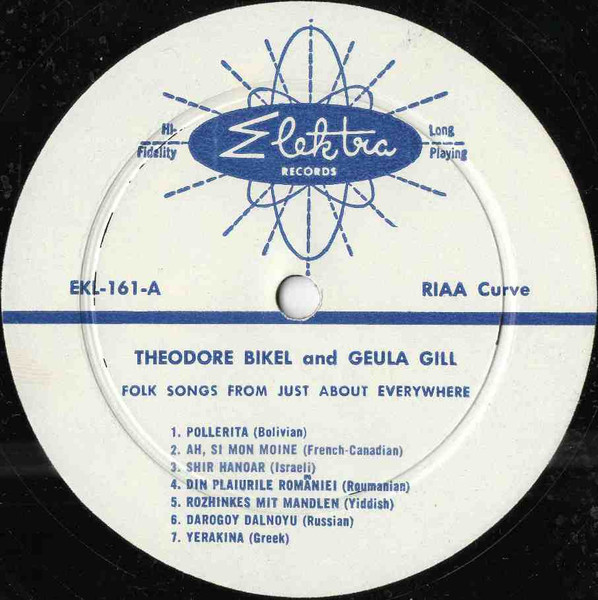 Hi-
Fidelity
Elektra
RECORDS
Long
Playing
EKL-161-A
RIAA Curve
THEODORE BIKEL and GEULA GILL
FOLK SONGS FROM JUST ABOUT EVERYWHERE
1. POLLERITA (Bolivian)
2. AH, SI MON MOINE (French-Canadian)
3. SHIR HANOAR (Israeli)
4. DIN PLAIURILE ROMÂNIEI (Roumanian)
5. ROZHINKES MIT MANDLEN (Yiddish)
6. DAROGOY DALNOYU (Russian)
7. YERAKINA (Greek)